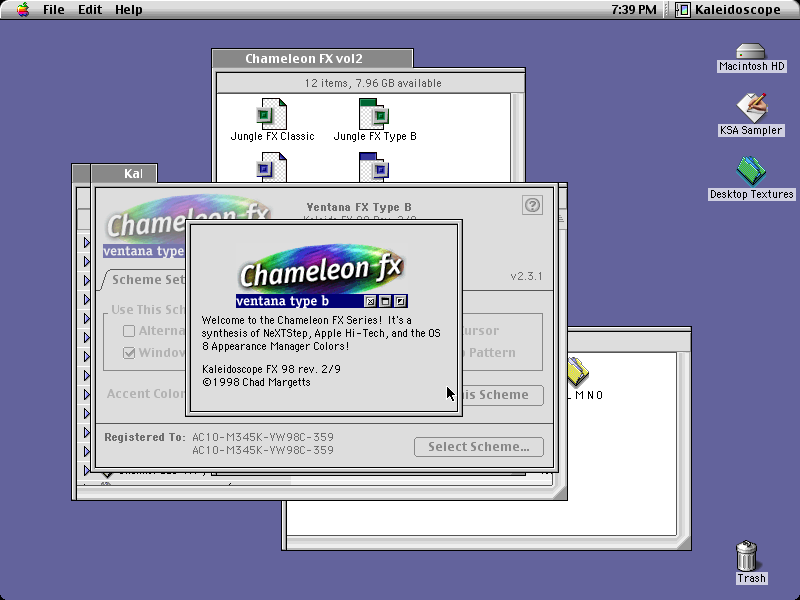 File Edit Help
7:39 PM
Kaleidoscope
Chameleon FX vol2
12 items, 7.96 GB available
Jungle FX Classic
Jungle FX Type B
Macintosh HD
KSA Sampler
Desktop Textures
Kal
Chameleon fx
ventana type
Ventana FX Type B
v2.3.1
Scheme Set
Use This Sch
Alterna
Window
Accent Color
ursor
Pattern
his Scheme
Chameleon fx
ventana type b
Welcome to the Chameleon FX Series! It's a
synthesis of NeXTStep, Apple Hi-Tech, and the OS
8 Appearance Manager Colors!
Kaleidoscope FX 98 rev. 2/9
©1998 Chad Margetts
Registered To: AC10-M345K-VW98C-359
AC10-M345K-VW98C-359
Select Scheme...
L M N O
Trash